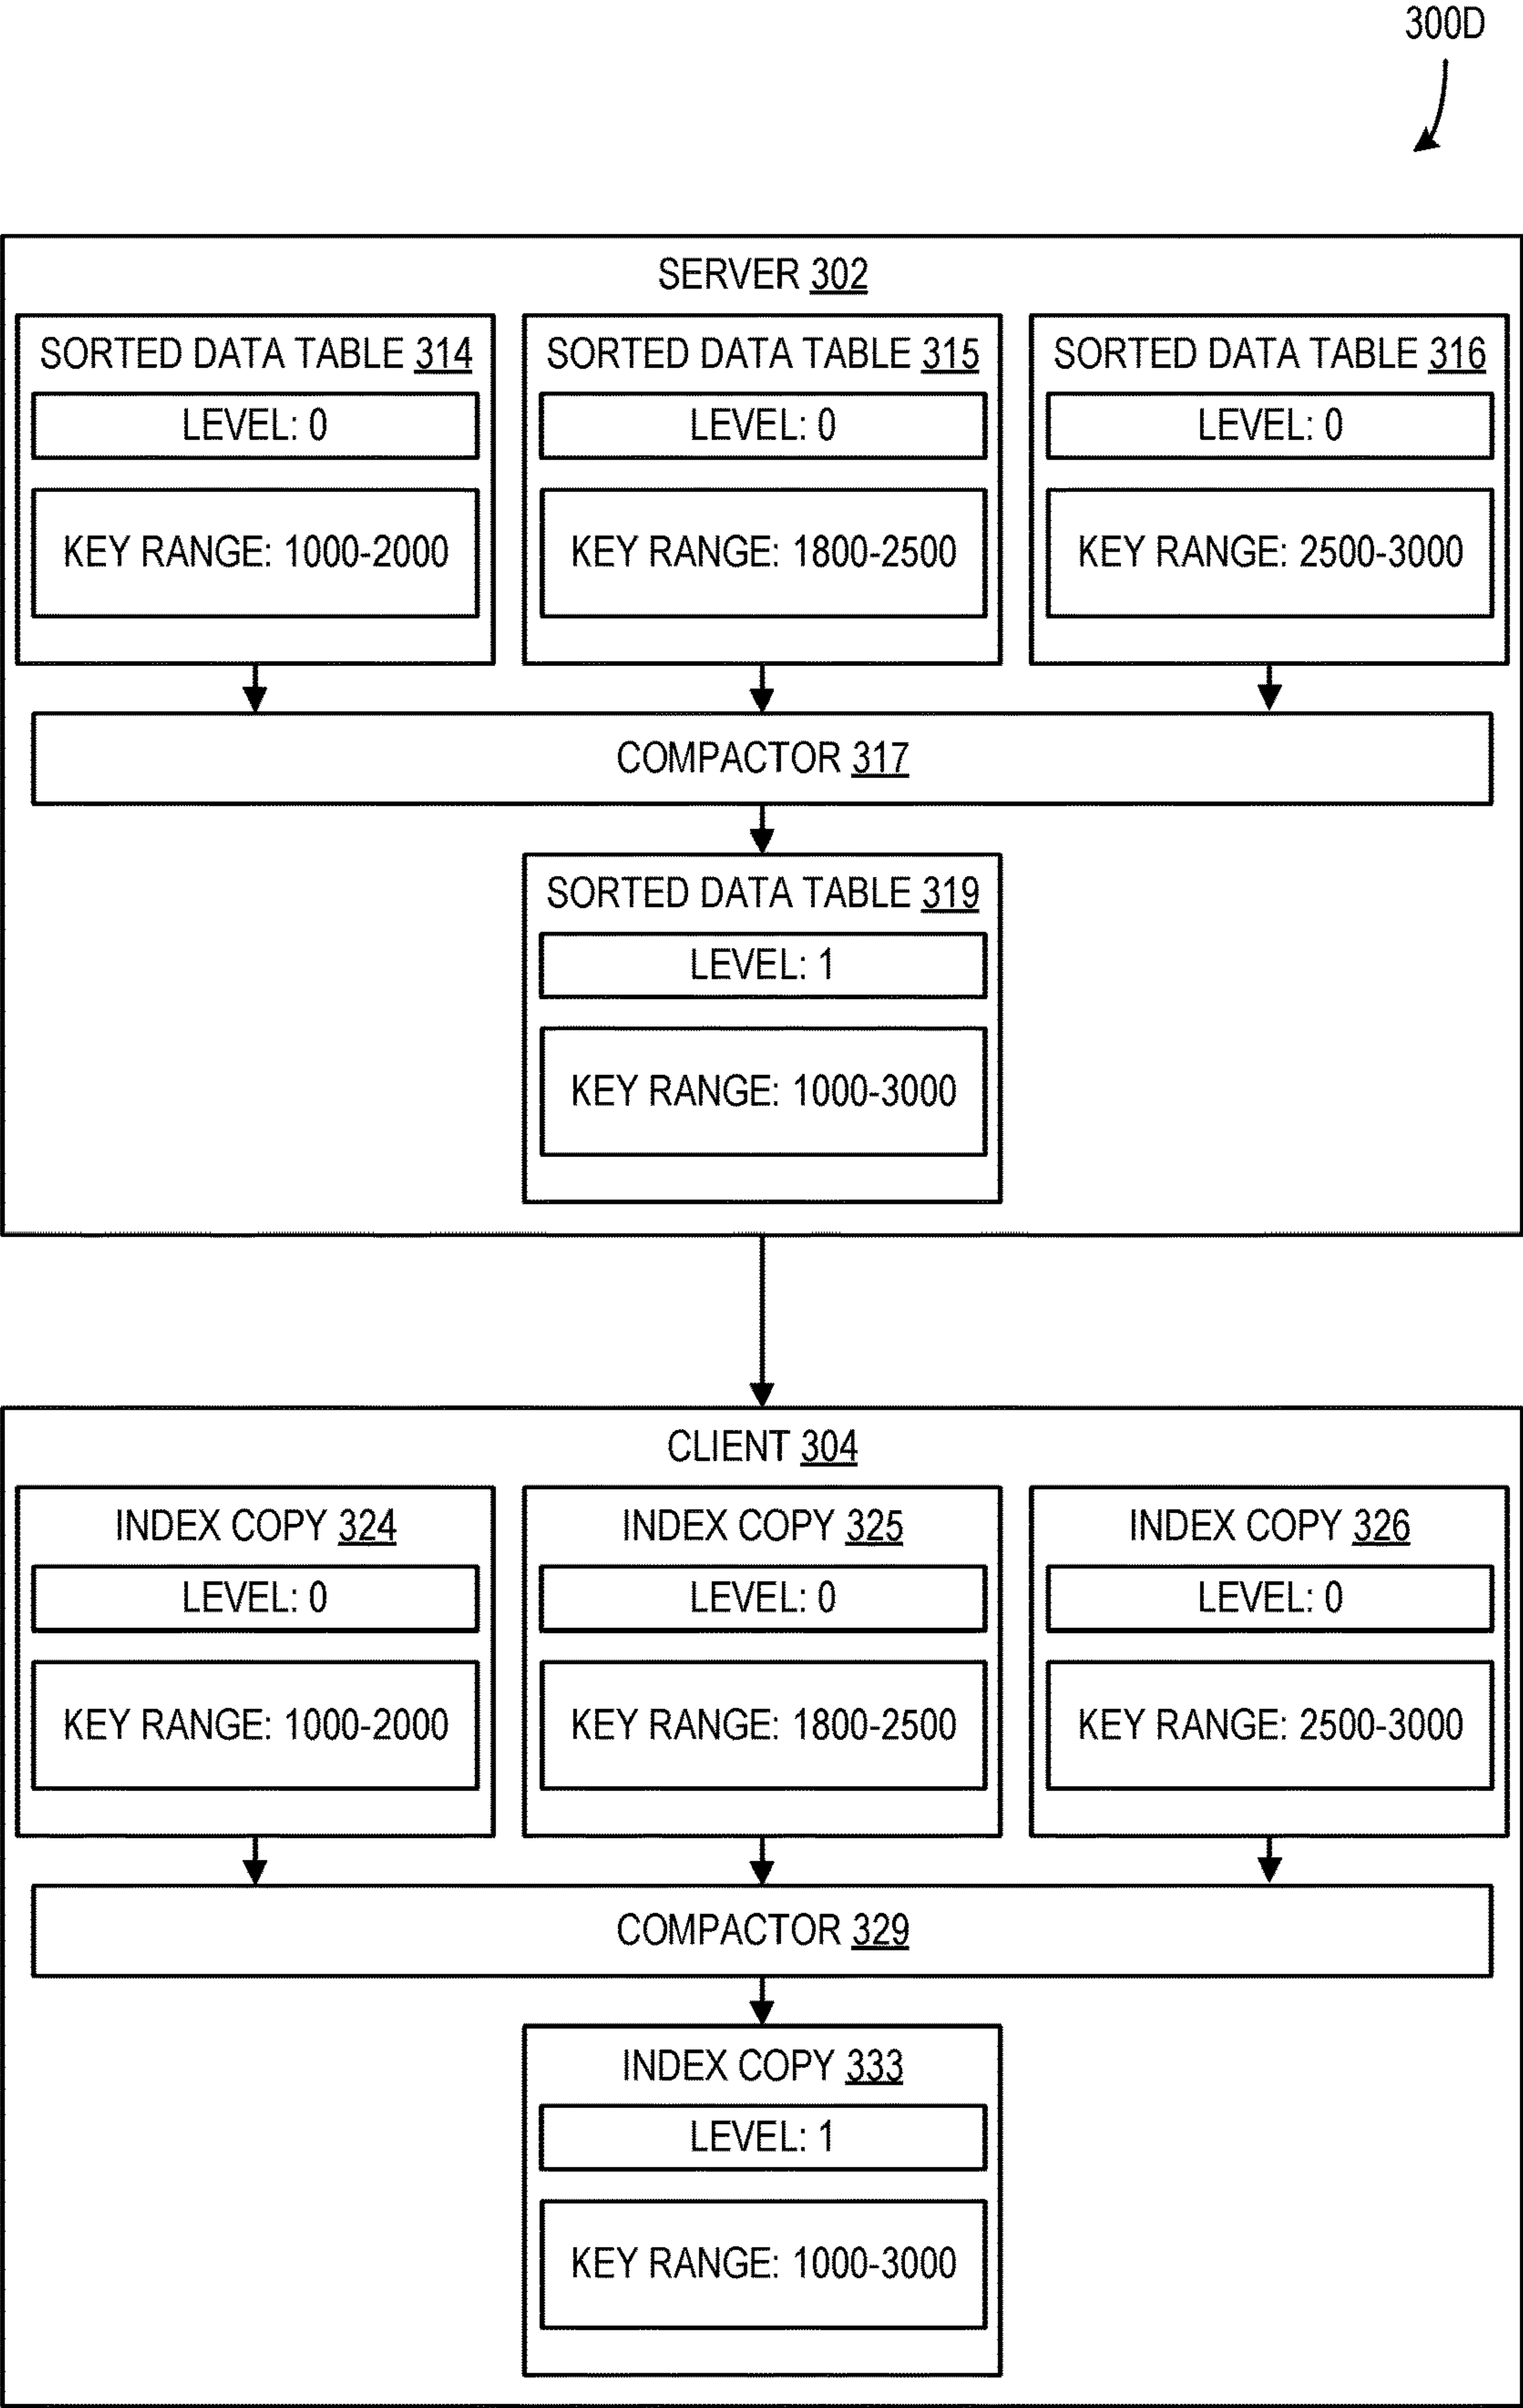 300D
SERVER 302
SORTED DATA TABLE 314
LEVEL: 0
KEY RANGE: 1000-2000
SORTED DATA TABLE 315
LEVEL: 0
KEY RANGE: 1800-2500
SORTED DATA TABLE 316
LEVEL: 0
KEY RANGE: 2500-3000
COMPACTOR 317
SORTED DATA TABLE 319
LEVEL: 1
KEY RANGE: 1000-3000
CLIENT 304
INDEX COPY 324
LEVEL: 0
KEY RANGE: 1000-2000
INDEX COPY 325
LEVEL: 0
KEY RANGE: 1800-2500
INDEX COPY 326
LEVEL: 0
KEY RANGE: 2500-3000
COMPACTOR 329
INDEX COPY 333
LEVEL: 1
KEY RANGE: 1000-3000